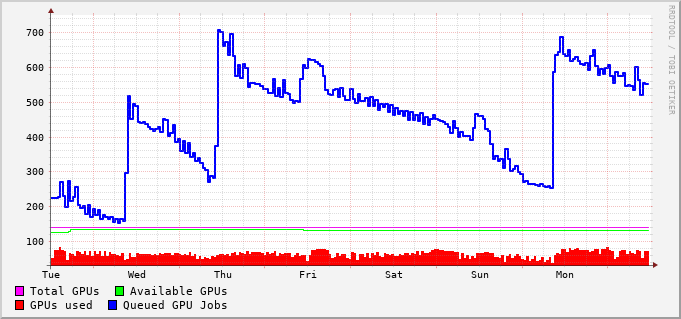 700
600
500
400
300
200
100
Tue Wed Thu Fri Sat Sun Mon
Total GPUs Available GPUs
GPUs used Queued GPU Jobs
RRDTOOL / TOBI OETIKER